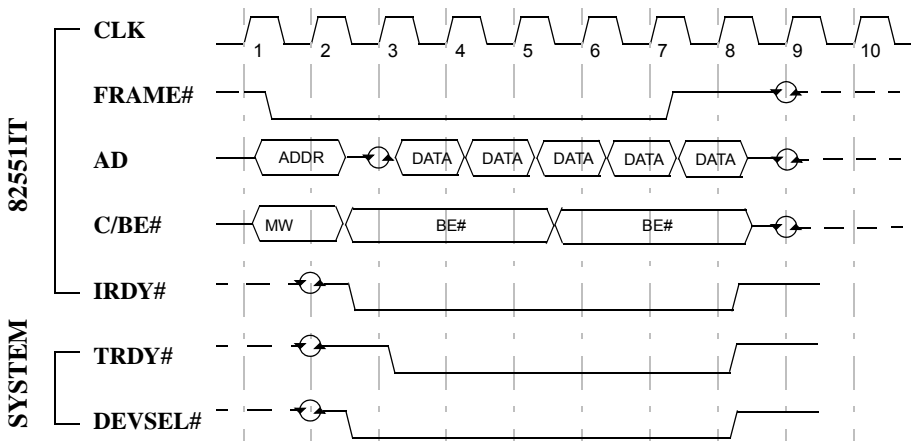 CLK
1 2 3 4 5 6 7 8 9 10
FRAME#
82551IT
AD
ADDR DATA DATA DATA DATA DATA
C/BE#
MW BE# BE#
IRDY#
SYSTEM
TRDY#
DEVSEL#